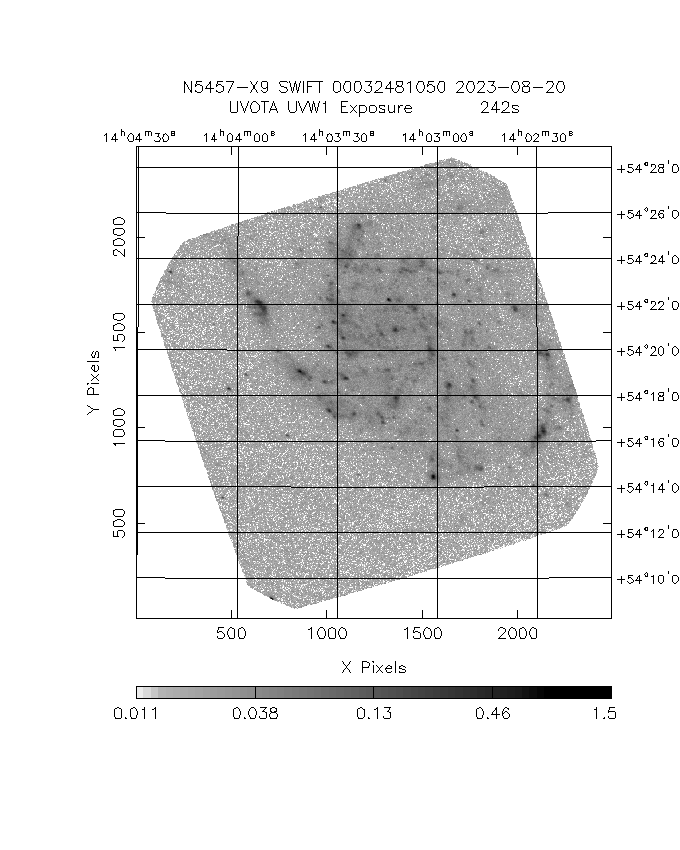 N5457-X9 SWIFT 00032481050 2023-08-20
UVOTA UVW1 Exposure 242s
14ʰ04ᵐ30ˢ 14ʰ04ᵐ00ˢ 14ʰ03ᵐ30ˢ 14ʰ03ᵐ00ˢ 14ʰ02ᵐ30ˢ
+54°28'0
+54°26'0
+54°24'0
+54°22'0
+54°20'0
+54°18'0
+54°16'0
+54°14'0
+54°12'0
+54°10'0
2000
1500
1000
500
Y Pixels
500 1000 1500 2000
X Pixels
0.011 0.038 0.13 0.46 1.5